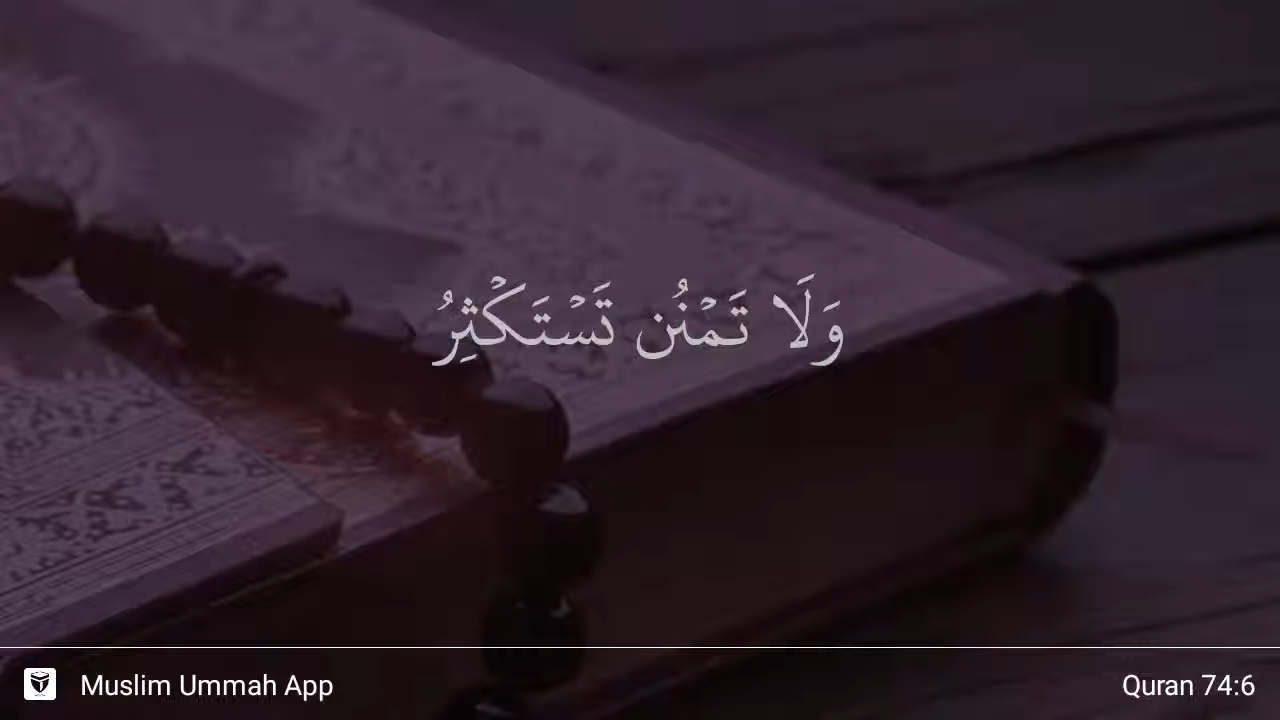 وَلَا تَمْنُن تَسْتَكْثِرُ
Muslim Ummah App
Quran 74:6